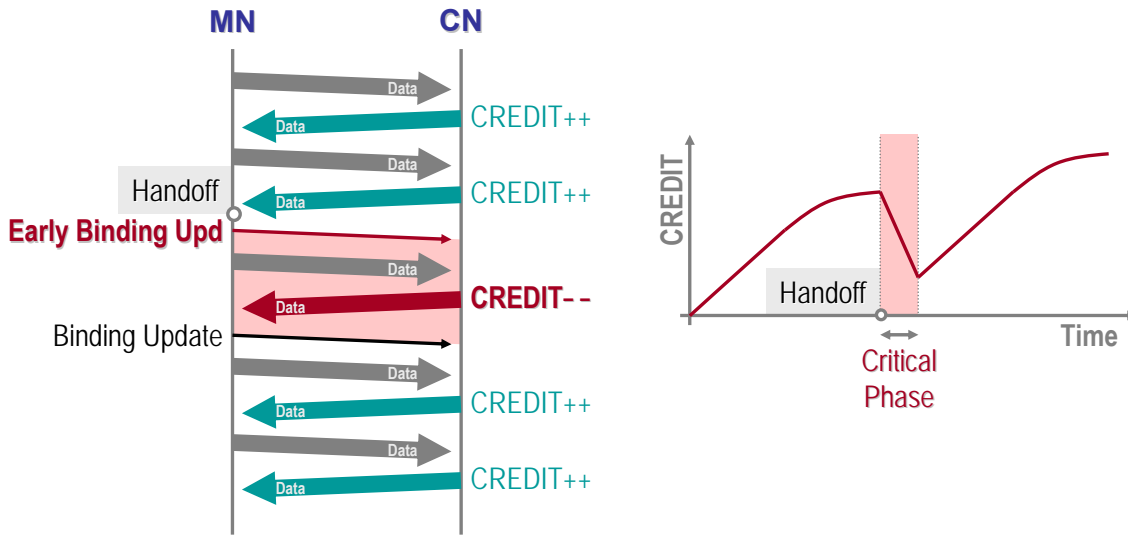 MN
CN
Data
Data
CREDIT++
Data
Handoff
Data
CREDIT++
Early Binding Upd
Data
Data
CREDIT- -
Binding Update
Data
Data
CREDIT++
Data
Data
CREDIT++
CREDIT
Handoff
Time
Critical
Phase